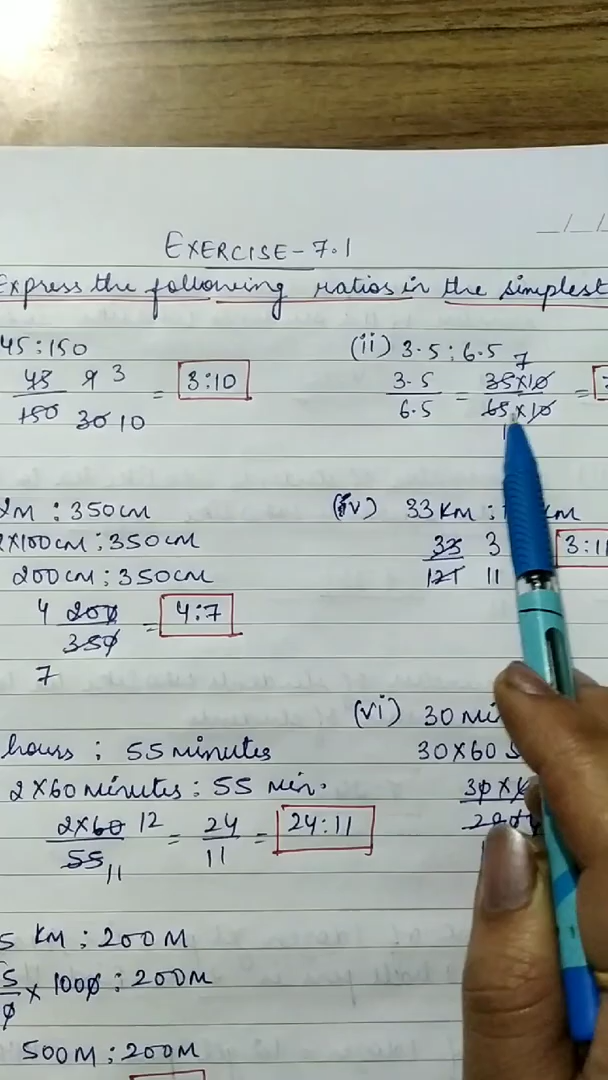 EXERCISE-7.1
Express the following ratios in the simplest
45:150
45 9 3
150 30 10
= 3:10
(ii) 3.5:6.5
3.5 = 35×10 7
6.5 65×10
=
2M : 350CM
2×100CM : 350CM
200CM : 350CM
4 200
350
7
= 4:7
(iv) 33 KM :
33 3
121 11
3:11
hours : 55 minutes
2×60 minutes : 55 Min.
2×60 12 = 24 = 24:11
55 11 11
(vi) 30 Mi
30×60 S
30×
KM : 200M
× 1000 : 200M
500M : 200M